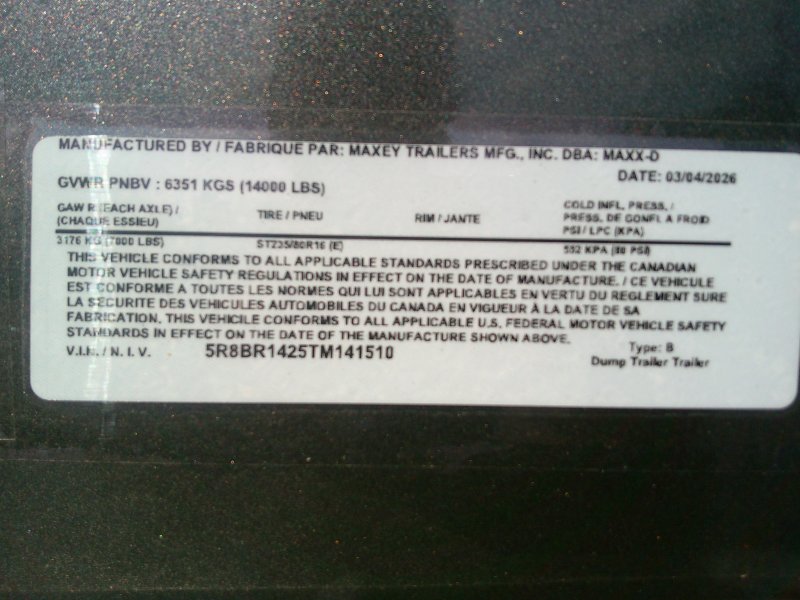 MANUFACTURED BY / FABRIQUE PAR: MAXEY TRAILERS MFG., INC. DBA: MAXX-D
DATE: 03/04/2026
GVWR PNBV : 6351 KGS (14000 LBS)
GAWR (EACH AXLE) /
(CHAQUE ESSIEU)
TIRE / PNEU
RIM / JANTE
COLD INFL. PRESS. /
PRESS. DE GONFL A FROID
PSI / LPC (KPA)
3176 KG (7000 LBS)
ST235/80R16 (E)
552 KPA (80 PSI)
THIS VEHICLE CONFORMS TO ALL APPLICABLE STANDARDS PRESCRIBED UNDER THE CANADIAN
MOTOR VEHICLE SAFETY REGULATIONS IN EFFECT ON THE DATE OF MANUFACTURE. / CE VEHICULE
EST CONFORME A TOUTES LES NORMES QUI LUI SONT APPLICABLES EN VERTU DU REGLEMENT SURE
LA SECURITE DES VEHICULES AUTOMOBILES DU CANADA EN VIGUEUR À LA DATE DE SA
FABRICATION. THIS VEHICILE CONFORMS TO ALL APPLICABLE U.S. FEDERAL MOTOR VEHICLE SAFETY
STANDARDS IN EFFECT ON THE DATE OF THE MANUFACTURE SHOWN ABOVE.
V.I.N. / N. I. V.
5R8BR1425TM141510
Type: B
Dump Trailer Trailer